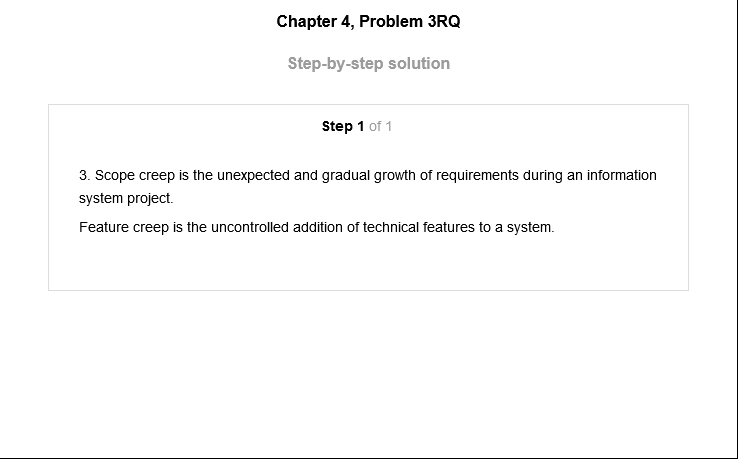 Chapter 4, Problem 3RQ
Step-by-step solution
Step 1 of 1
3. Scope creep is the unexpected and gradual growth of requirements during an information
system project.
Feature creep is the uncontrolled addition of technical features to a system.